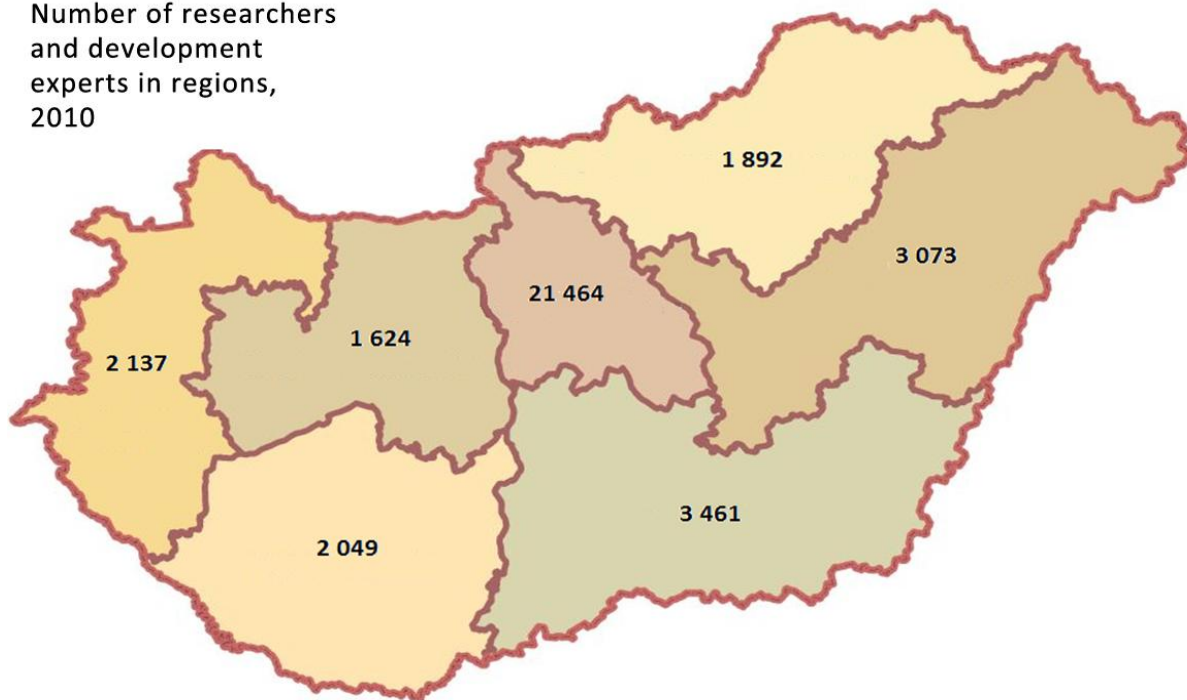 Number of researchers
and development
experts in regions,
2010
1 892
3 073
21 464
1 624
2 137
3 461
2 049